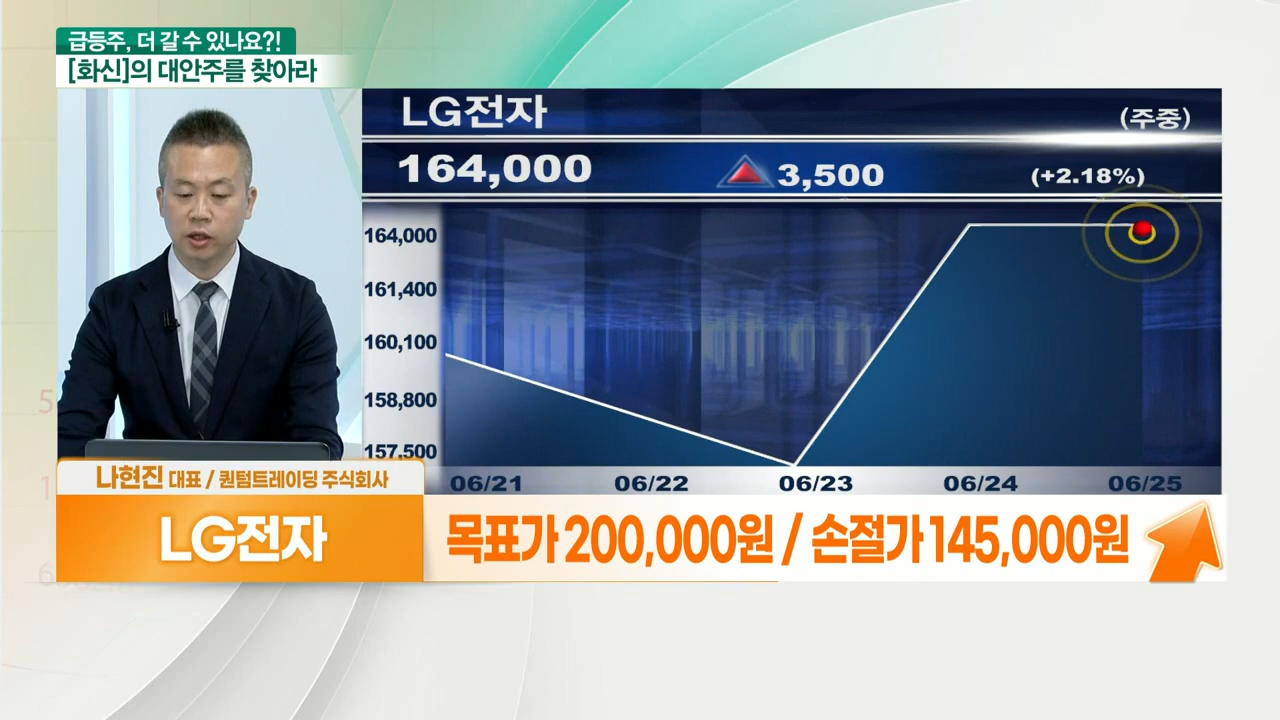 급등주, 더 갈 수 있나요?!
[화신]의 대안주를 찾아라
LG전자 (주중)
164,000 3,500 (+2.18%)
164,000
161,400
160,100
158,800
157,500
06/21 06/22 06/23 06/24 06/25
나현진 대표 / 퀀텀트레이딩 주식회사
LG전자
목표가 200,000원 / 손절가 145,000원